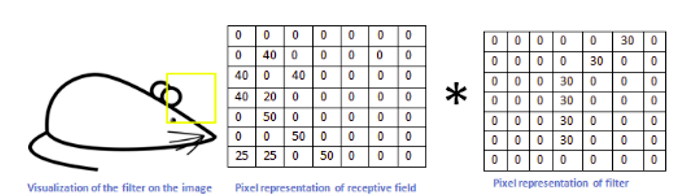 0 0 0 0 0 0 0
0 40 0 0 0 0 0
40 0 40 0 0 0 0
40 20 0 0 0 0 0
0 50 0 0 0 0 0
0 0 50 0 0 0 0
25 25 0 50 0 0 0
*
0 0 0 0 0 30 0
0 0 0 0 30 0 0
0 0 0 30 0 0 0
0 0 0 30 0 0 0
0 0 0 30 0 0 0
0 0 0 30 0 0 0
0 0 0 0 0 0 0
Visualization of the filter on the image
Pixel representation of receptive field
Pixel representation of filter